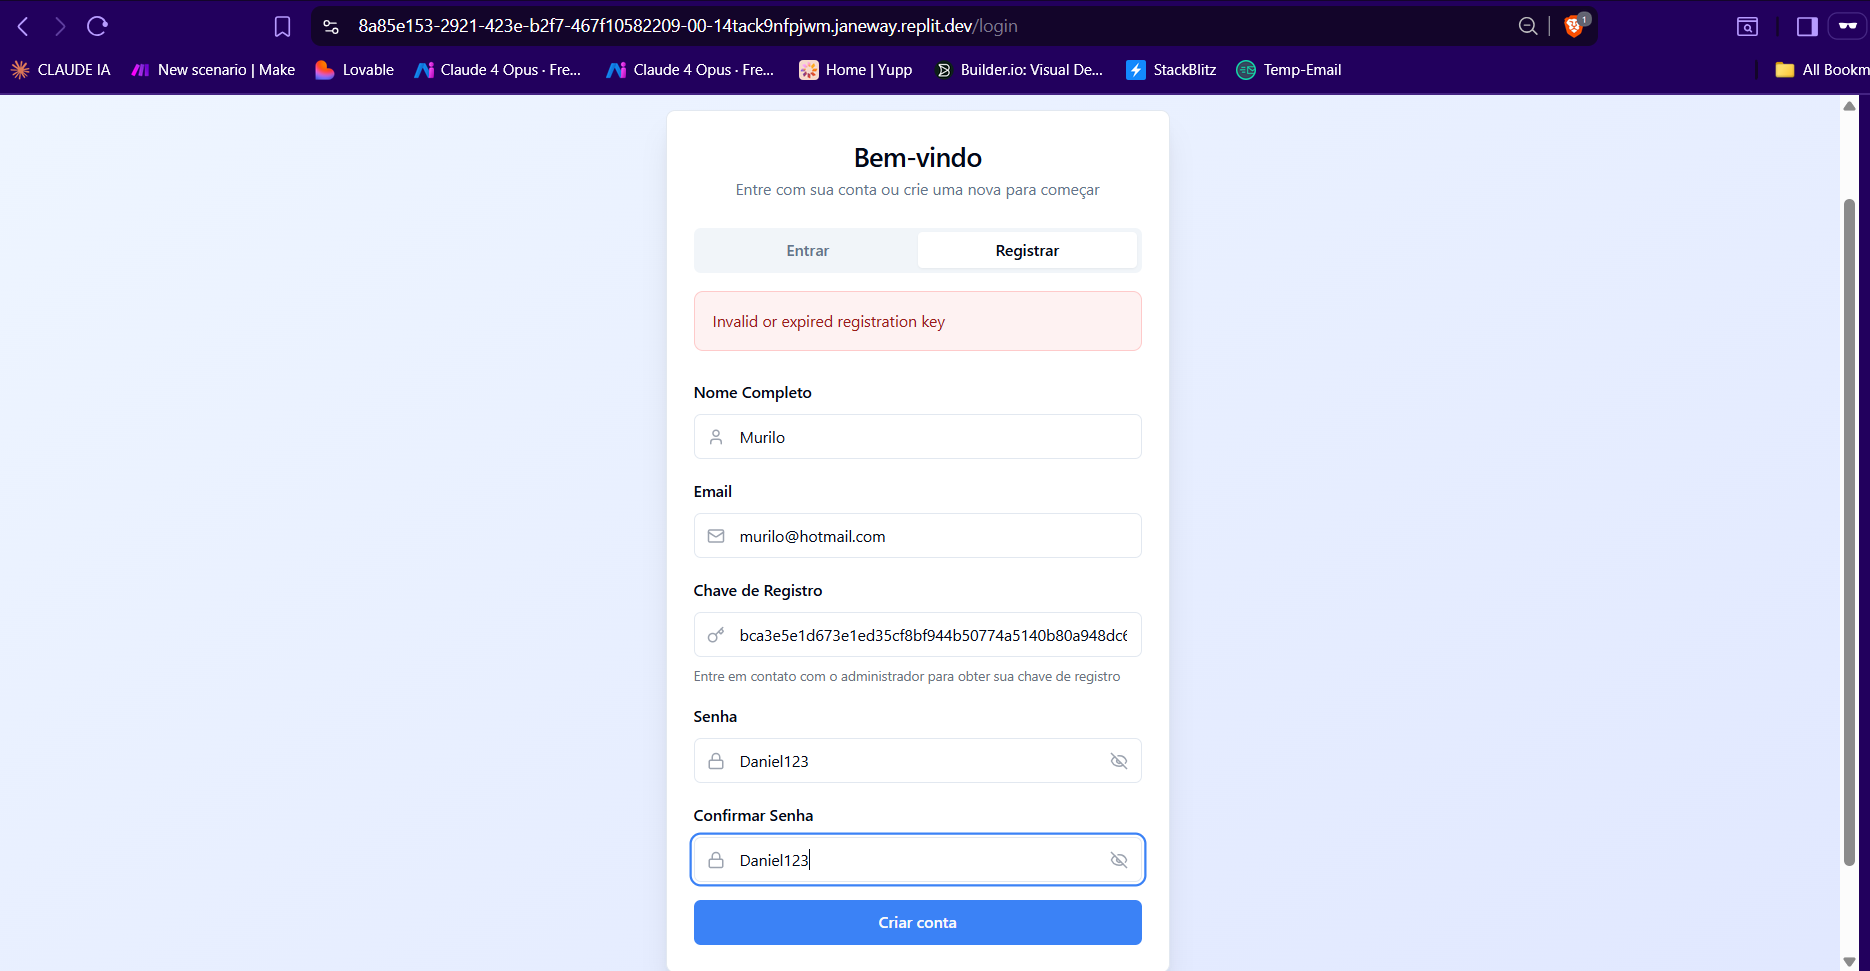 8a85e153-2921-423e-b2f7-467f10582209-00-14tack9nfpjwm.janeway.replit.dev/login
1
CLAUDE IA
New scenario | Make
Lovable
Claude 4 Opus · Fre...
Claude 4 Opus · Fre...
Home | Yupp
Builder.io: Visual De...
StackBlitz
Temp-Email
All Bookm
Bem-vindo
Entre com sua conta ou crie uma nova para começar
Entrar
Registrar
Invalid or expired registration key
Nome Completo
Murilo
Email
murilo@hotmail.com
Chave de Registro
bca3e5e1d673e1ed35cf8bf944b50774a5140b80a948dc6
Entre em contato com o administrador para obter sua chave de registro
Senha
Daniel123
Confirmar Senha
Daniel123
Criar conta